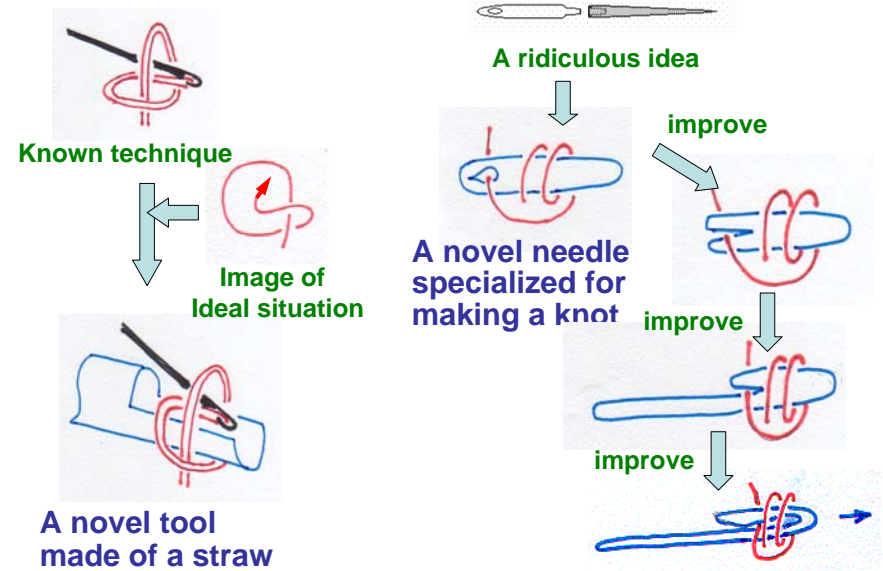 Known technique
Image of
Ideal situation
A novel tool
made of a straw
A ridiculous idea
improve
A novel needle
specialized for
making a knot
improve
improve